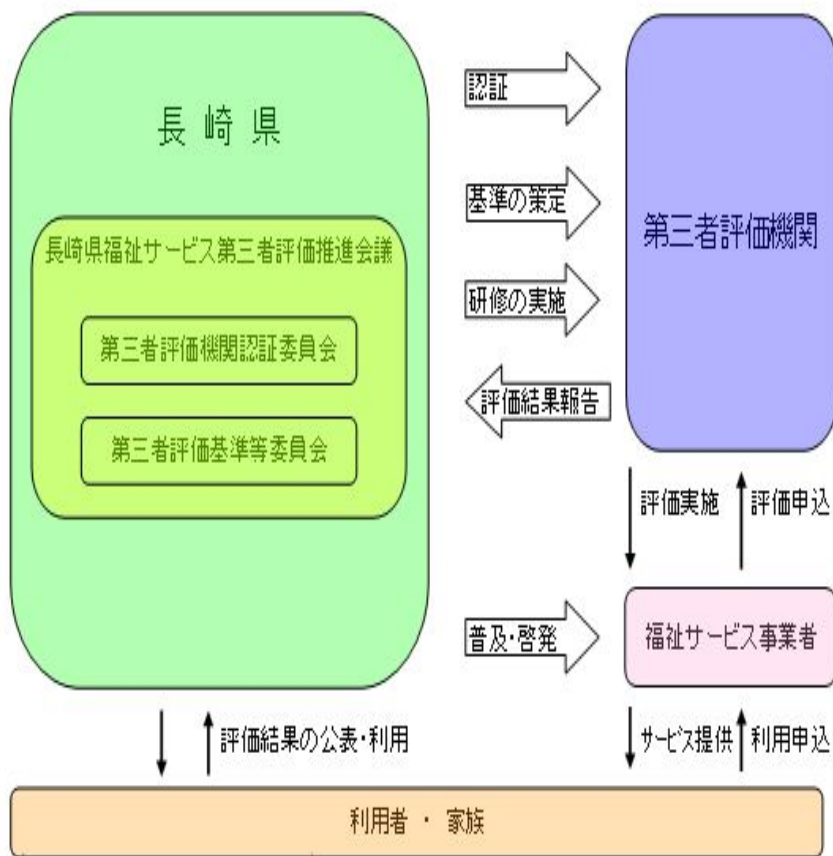 長崎県
長崎県福祉サービス第三者評価推進会議
第三者評価機関認証委員会
第三者評価基準等委員会
認証
基準の策定
研修の実施
評価結果報告
第三者評価機関
評価実施
評価申込
普及・啓発
福祉サービス事業者
評価結果の公表・利用
サービス提供
利用申込
利用者・家族